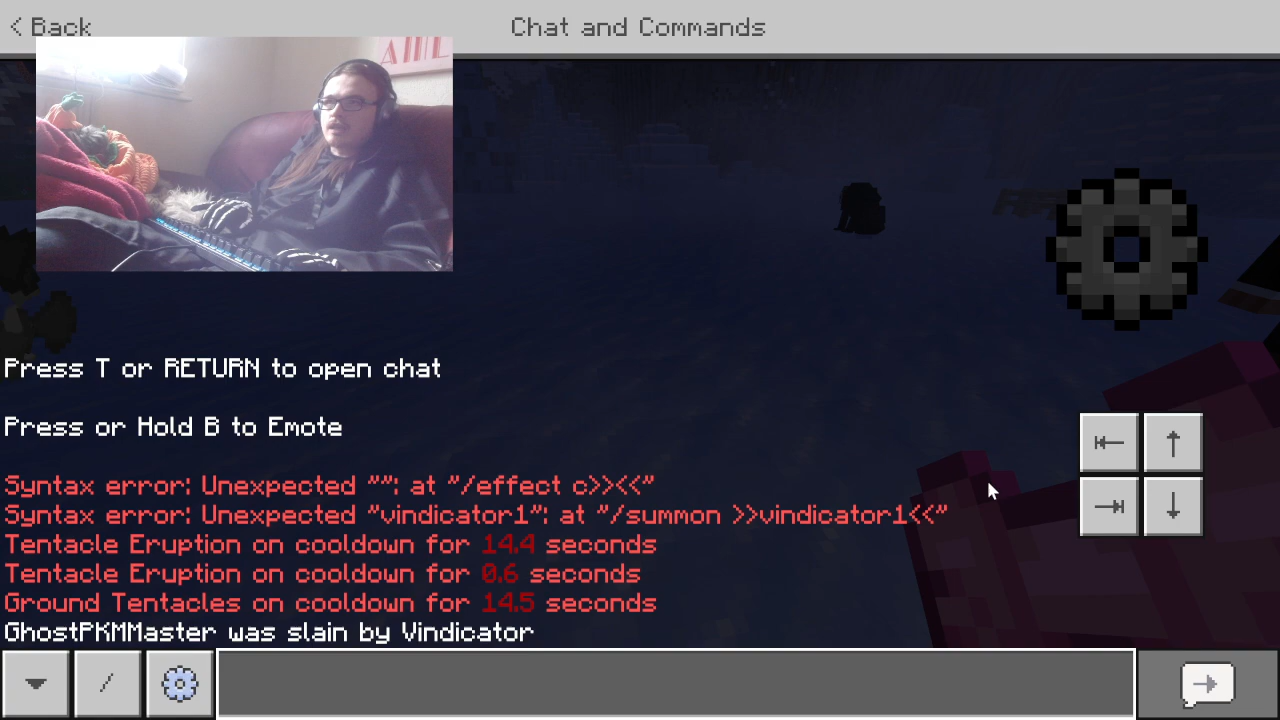 < Back
Chat and Commands
Press T or RETURN to open chat
Press or Hold B to Emote
Syntax error: Unexpected "": at "/effect c>><<"
Syntax error: Unexpected "vindicator1": at "/summon >>vindicator1<<"
Tentacle Eruption on cooldown for 14.4 seconds
Tentacle Eruption on cooldown for 0.6 seconds
Ground Tentacles on cooldown for 14.5 seconds
GhostPKMMaster was slain by Vindicator
/